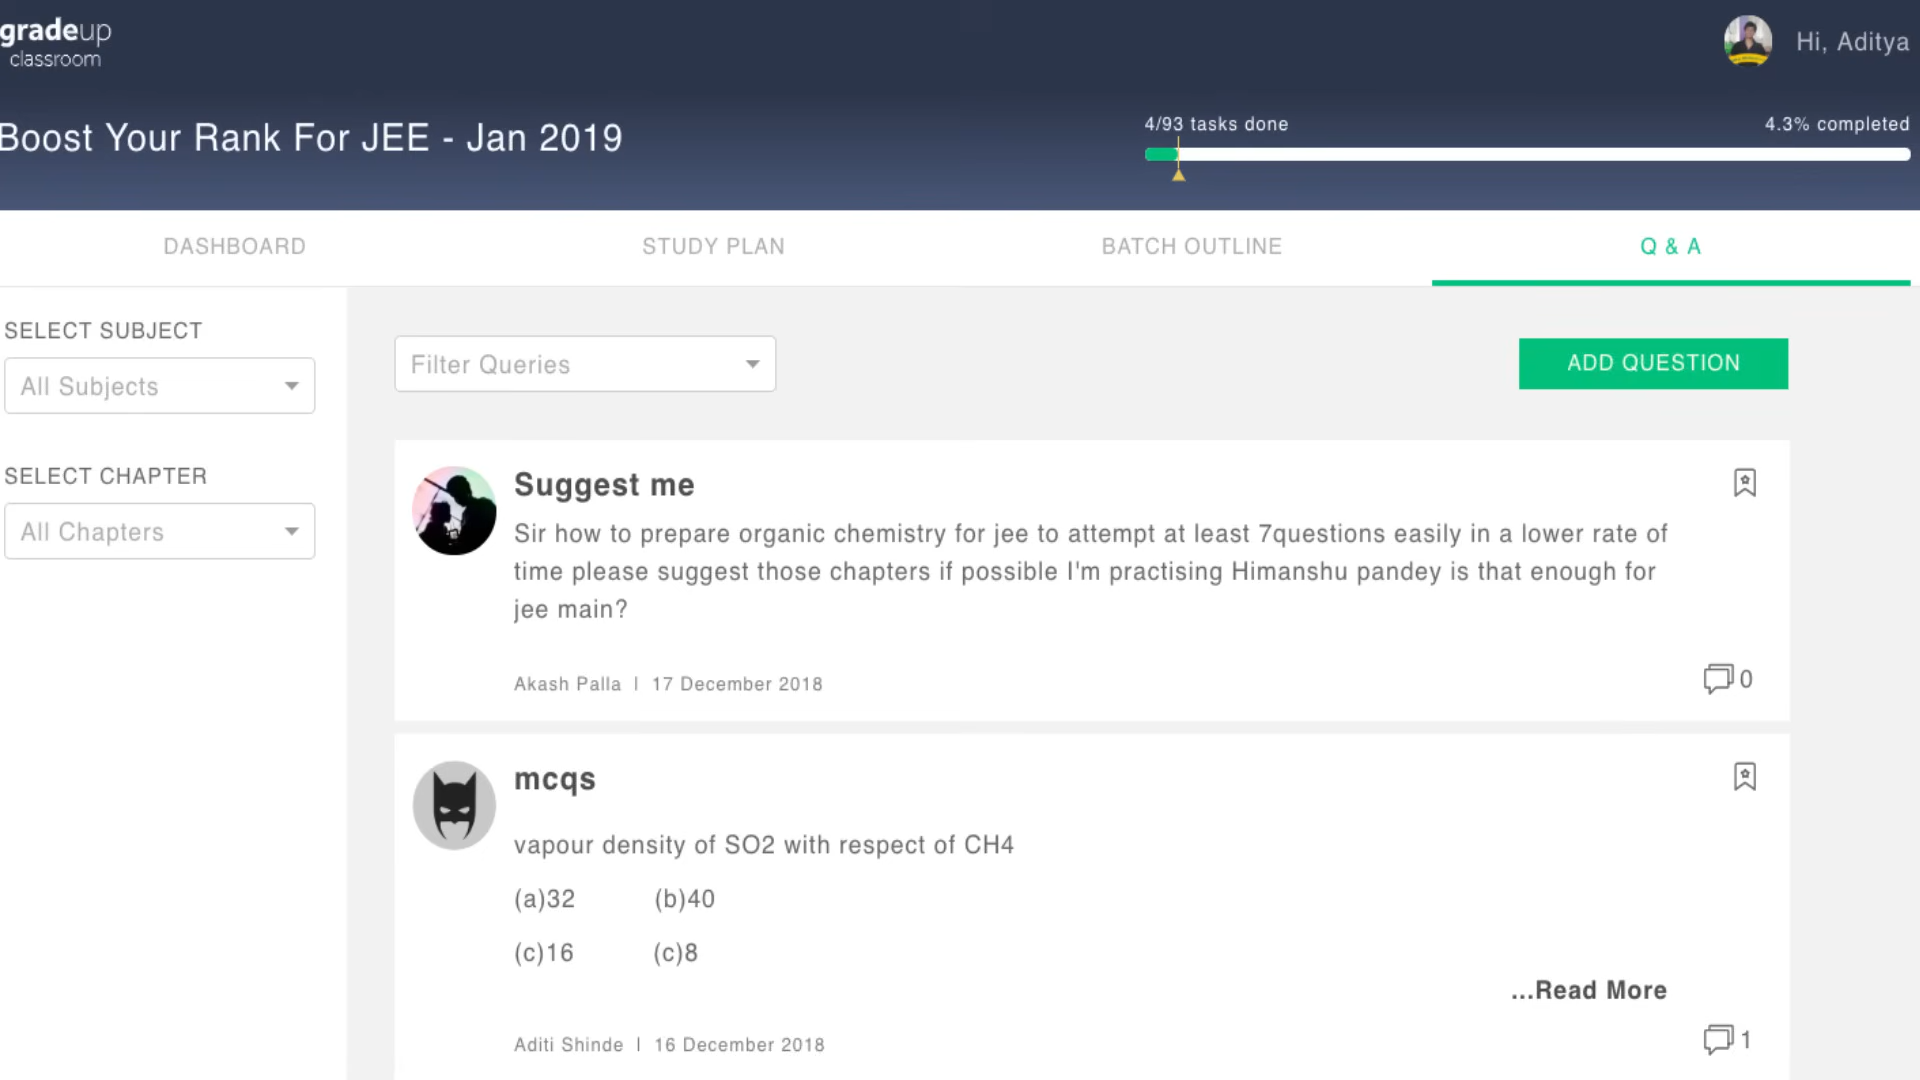 gradeup
classroom
Hi, Aditya
Boost Your Rank For JEE - Jan 2019
4/93 tasks done
4.3% completed
DASHBOARD
STUDY PLAN
BATCH OUTLINE
Q & A
SELECT SUBJECT
All Subjects
SELECT CHAPTER
All Chapters
Filter Queries
ADD QUESTION
Suggest me
Sir how to prepare organic chemistry for jee to attempt at least 7questions easily in a lower rate of
time please suggest those chapters if possible I'm practising Himanshu pandey is that enough for
jee main?
Akash Palla | 17 December 2018
0
mcqs
vapour density of SO2 with respect of CH4
(a)32 (b)40
(c)16 (c)8
...Read More
Aditi Shinde | 16 December 2018
1